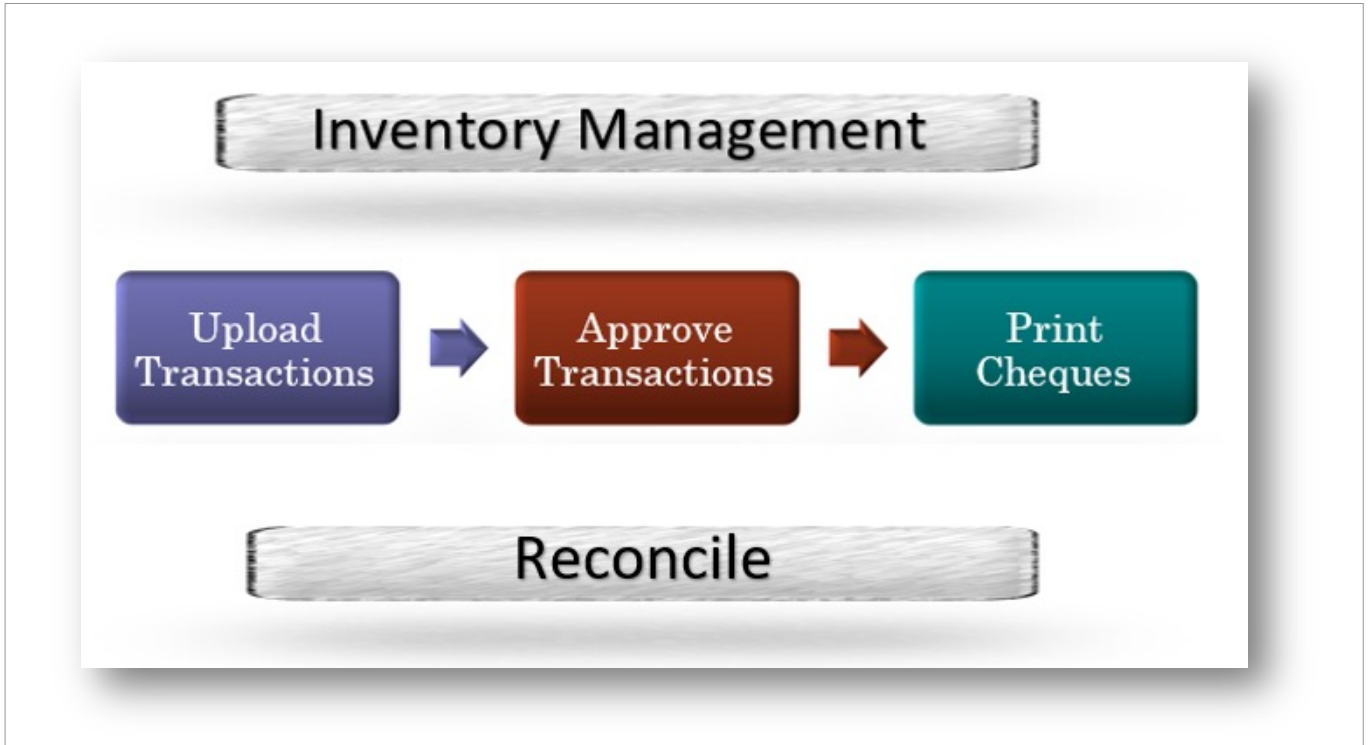 Inventory Management
Upload
Transactions
Approve
Transactions
Print
Cheques
Reconcile